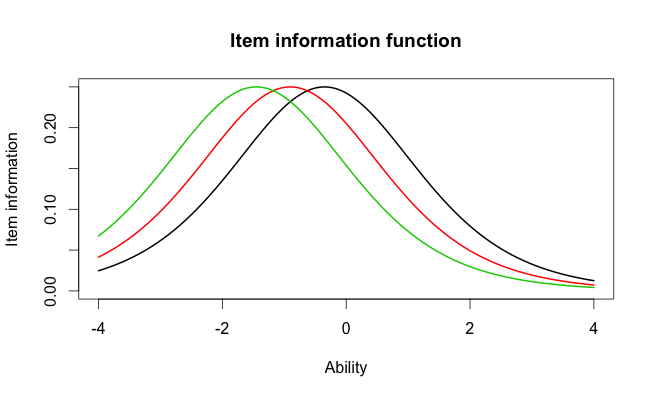 Item information function
Item information
0.20
0.10
0.00
-4 -2 0 2 4
Ability